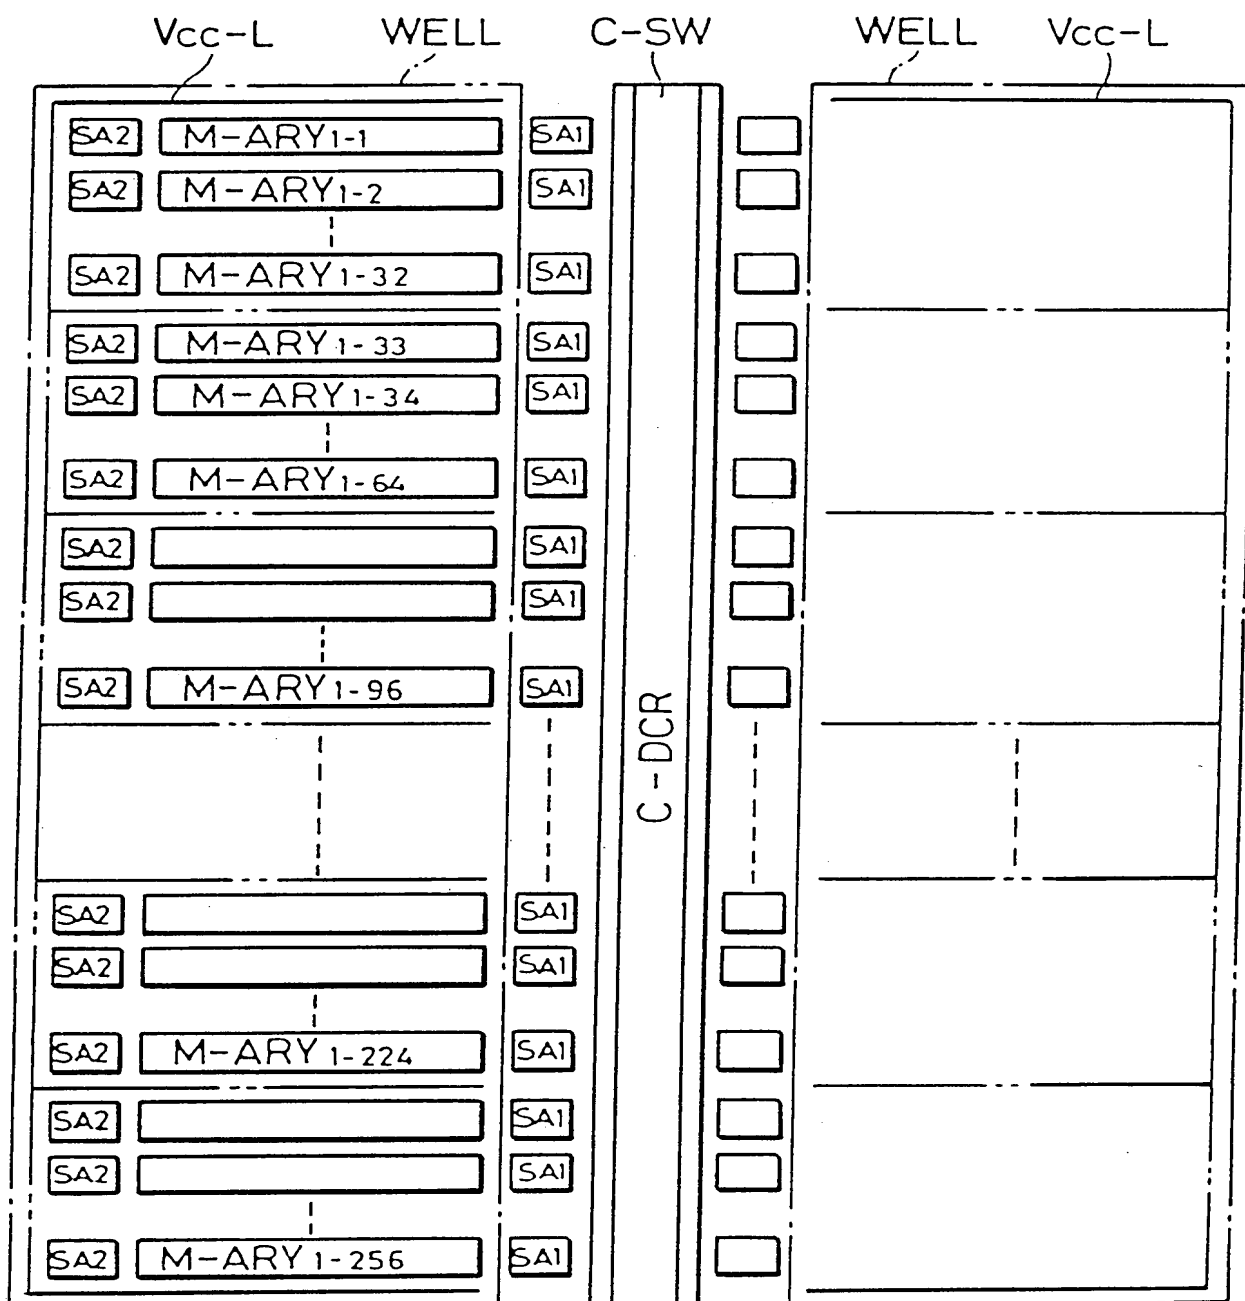 Vcc-L WELL C-SW WELL Vcc-L
SA2 M-ARY1-1 SA1
SA2 M-ARY1-2 SA1
SA2 M-ARY1-32 SA1
SA2 M-ARY1-33 SA1
SA2 M-ARY1-34 SA1
SA2 M-ARY1-64 SA1
SA2 SA1
SA2 SA1
SA2 M-ARY1-96 SA1
C-DCR
SA2 SA1
SA2 SA1
SA2 M-ARY1-224 SA1
SA2 SA1
SA2 SA1
SA2 M-ARY1-256 SA1